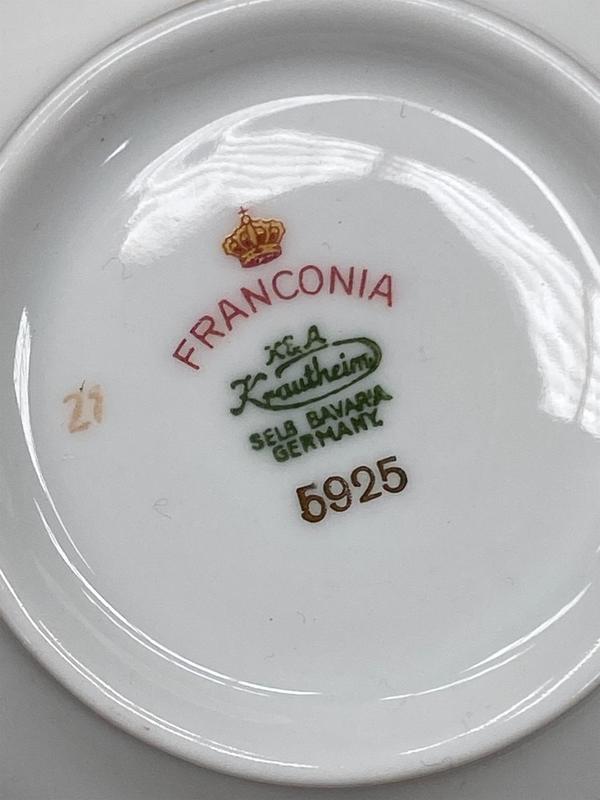 FRANCONIA
K&A
Krautheim
SELB BAVARIA
GERMANY.
5925
21